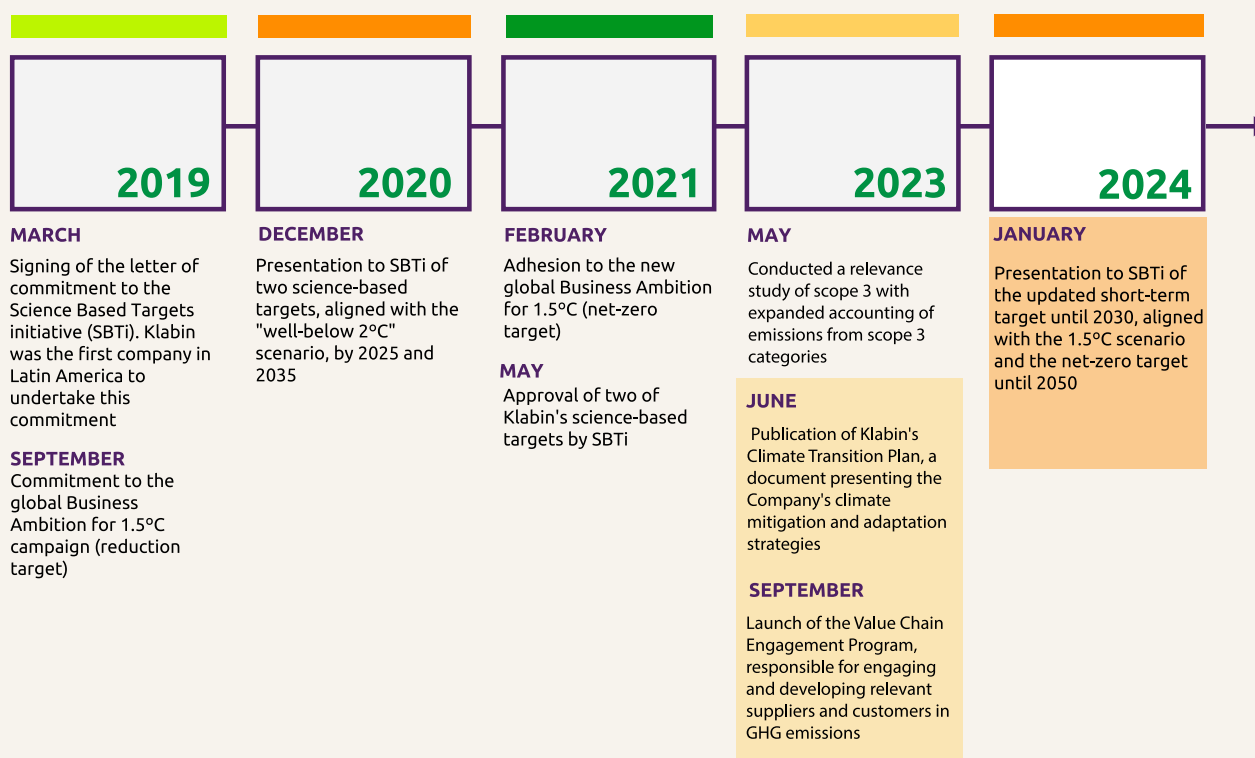 2019
MARCH
Signing of the letter of
commitment to the
Science Based Targets
initiative (SBTi). Klabin
was the first company in
Latin America to
undertake this
commitment
SEPTEMBER
Commitment to the
global Business
Ambition for 1.5ºC
campaign (reduction
target)
2020
DECEMBER
Presentation to SBTi of
two science-based
targets, aligned with the
"well-below 2ºC"
scenario, by 2025 and
2035
2021
FEBRUARY
Adhesion to the new
global Business Ambition
for 1.5ºC (net-zero
target)
MAY
Approval of two of
Klabin's science-based
targets by SBTi
2023
MAY
Conducted a relevance
study of scope 3 with
expanded accounting of
emissions from scope 3
categories
JUNE
Publication of Klabin's
Climate Transition Plan, a
document presenting the
Company's climate
mitigation and adaptation
strategies
SEPTEMBER
Launch of the Value Chain
Engagement Program,
responsible for engaging
and developing relevant
suppliers and customers in
GHG emissions
2024
JANUARY
Presentation to SBTi of
the updated short-term
target until 2030, aligned
with the 1.5ºC scenario
and the net-zero target
until 2050